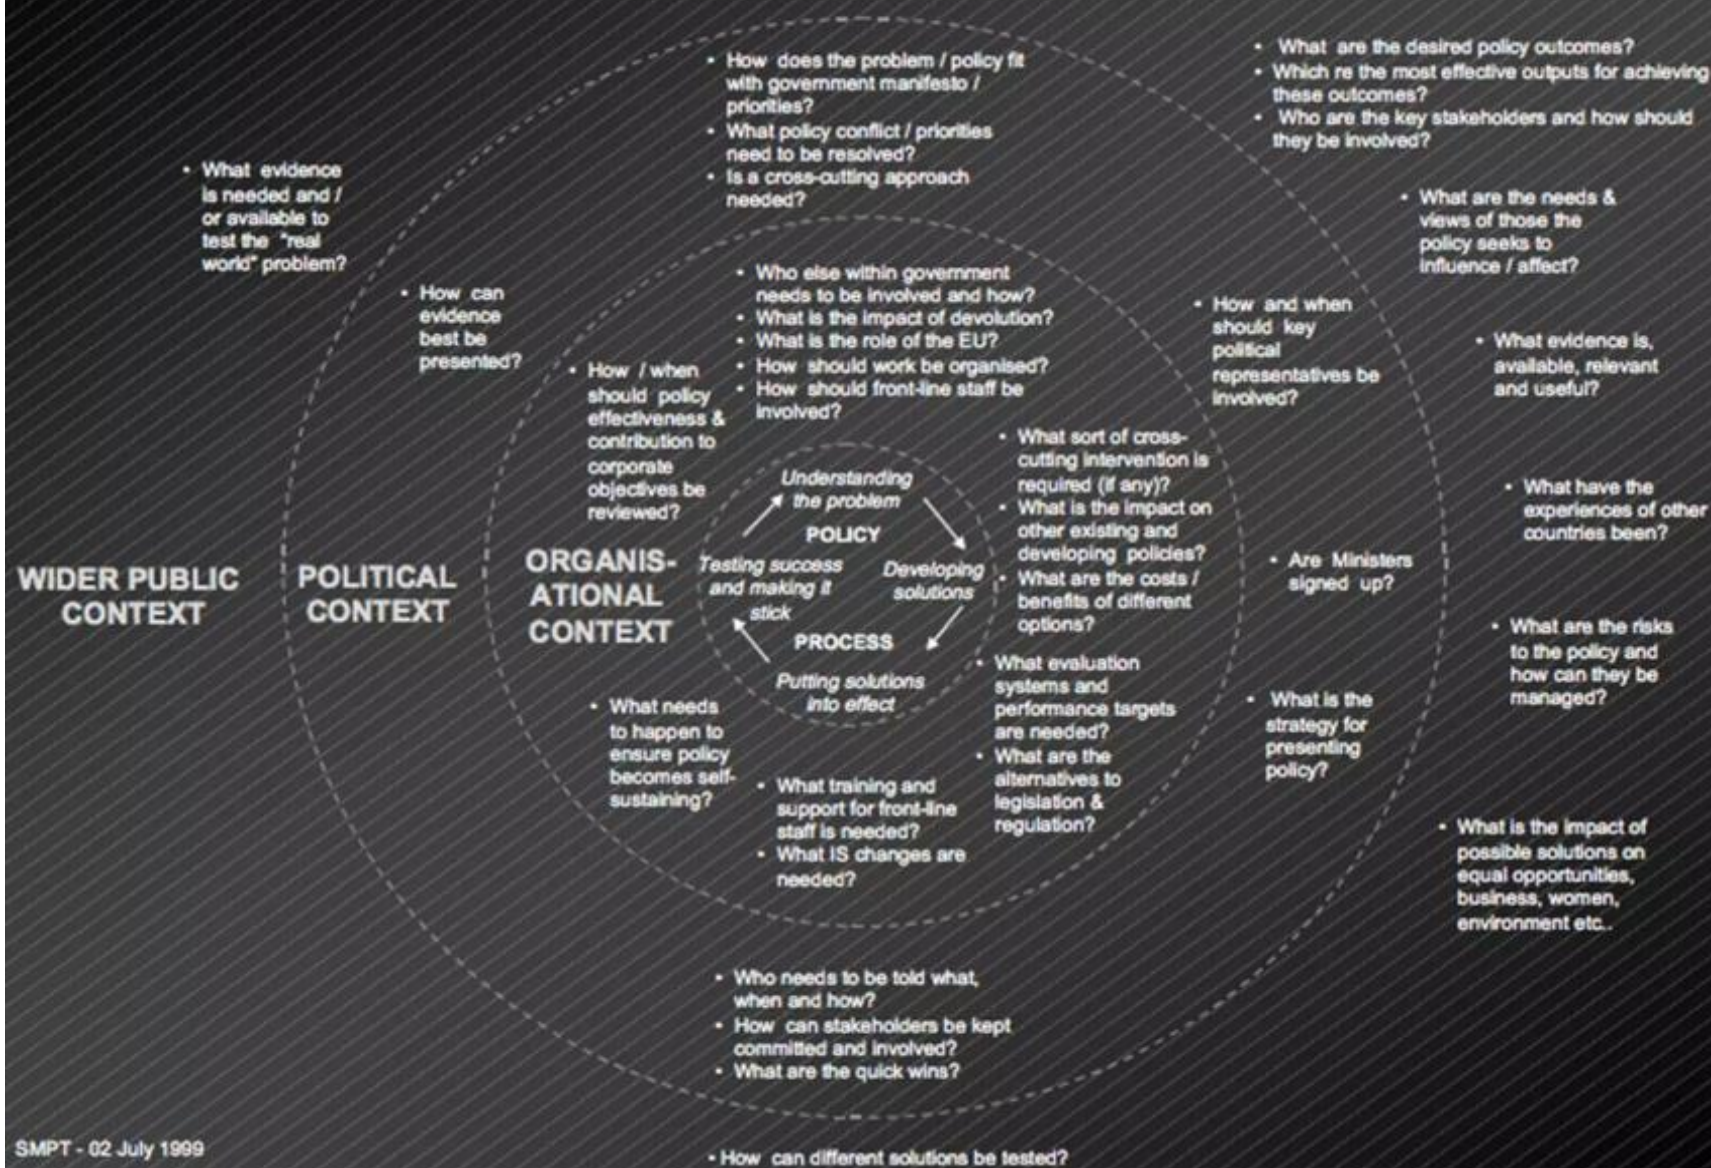 • How does the problem / policy fit
with government manifesto /
priorities?
• What policy conflict / priorities
need to be resolved?
• Is a cross-cutting approach
needed?
• What are the desired policy outcomes?
• Which re the most effective outputs for achieving
these outcomes?
• Who are the key stakeholders and how should
they be involved?
• What evidence
is needed and /
or available to
test the "real
world" problem?
• What are the needs &
views of those the
policy seeks to
influence / affect?
• How can
evidence
best be
presented?
• Who else within government
needs to be involved and how?
• What is the impact of devolution?
• What is the role of the EU?
• How should work be organised?
• How should front-line staff be
involved?
• How and when
should key
political
representatives be
involved?
• What evidence is,
available, relevant
and useful?
• How / when
should policy
effectiveness &
contribution to
corporate
objectives be
reviewed?
• What sort of cross-
cutting intervention is
required (if any)?
• What is the impact on
other existing and
developing policies?
• What are the costs /
benefits of different
options?
Understanding
the problem
POLICY
Testing success
and making it
stick
Developing
solutions
PROCESS
Putting solutions
into effect
• What have the
experiences of other
countries been?
WIDER PUBLIC
CONTEXT
POLITICAL
CONTEXT
ORGANIS-
ATIONAL
CONTEXT
• Are Ministers
signed up?
• What are the risks
to the policy and
how can they be
managed?
• What evaluation
systems and
performance targets
are needed?
• What are the
alternatives to
legislation &
regulation?
• What is the
strategy for
presenting
policy?
• What needs
to happen to
ensure policy
becomes self-
sustaining?
• What training and
support for front-line
staff is needed?
• What IS changes are
needed?
• What is the impact of
possible solutions on
equal opportunities,
business, women,
environment etc..
• Who needs to be told what,
when and how?
• How can stakeholders be kept
committed and involved?
• What are the quick wins?
SMPT - 02 July 1999
• How can different solutions be tested?